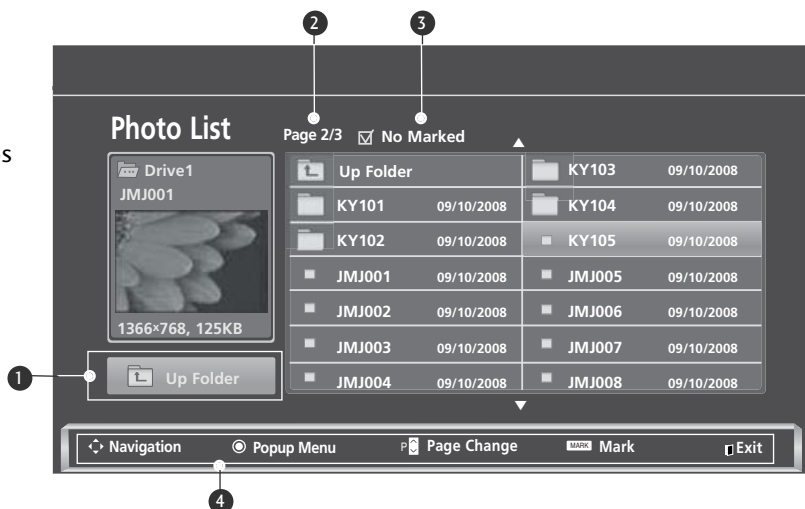 2 3
Photo List Page 2/3 No Marked
s
Drive1
JMJ001
1366×768, 125KB
Up Folder
Up Folder
KY101 09/10/2008
KY102 09/10/2008
JMJ001 09/10/2008
JMJ002 09/10/2008
JMJ003 09/10/2008
JMJ004 09/10/2008
KY103 09/10/2008
KY104 09/10/2008
KY105 09/10/2008
JMJ005 09/10/2008
JMJ006 09/10/2008
JMJ007 09/10/2008
JMJ008 09/10/2008
1
Navigation Popup Menu P Page Change MARK Mark Exit
4